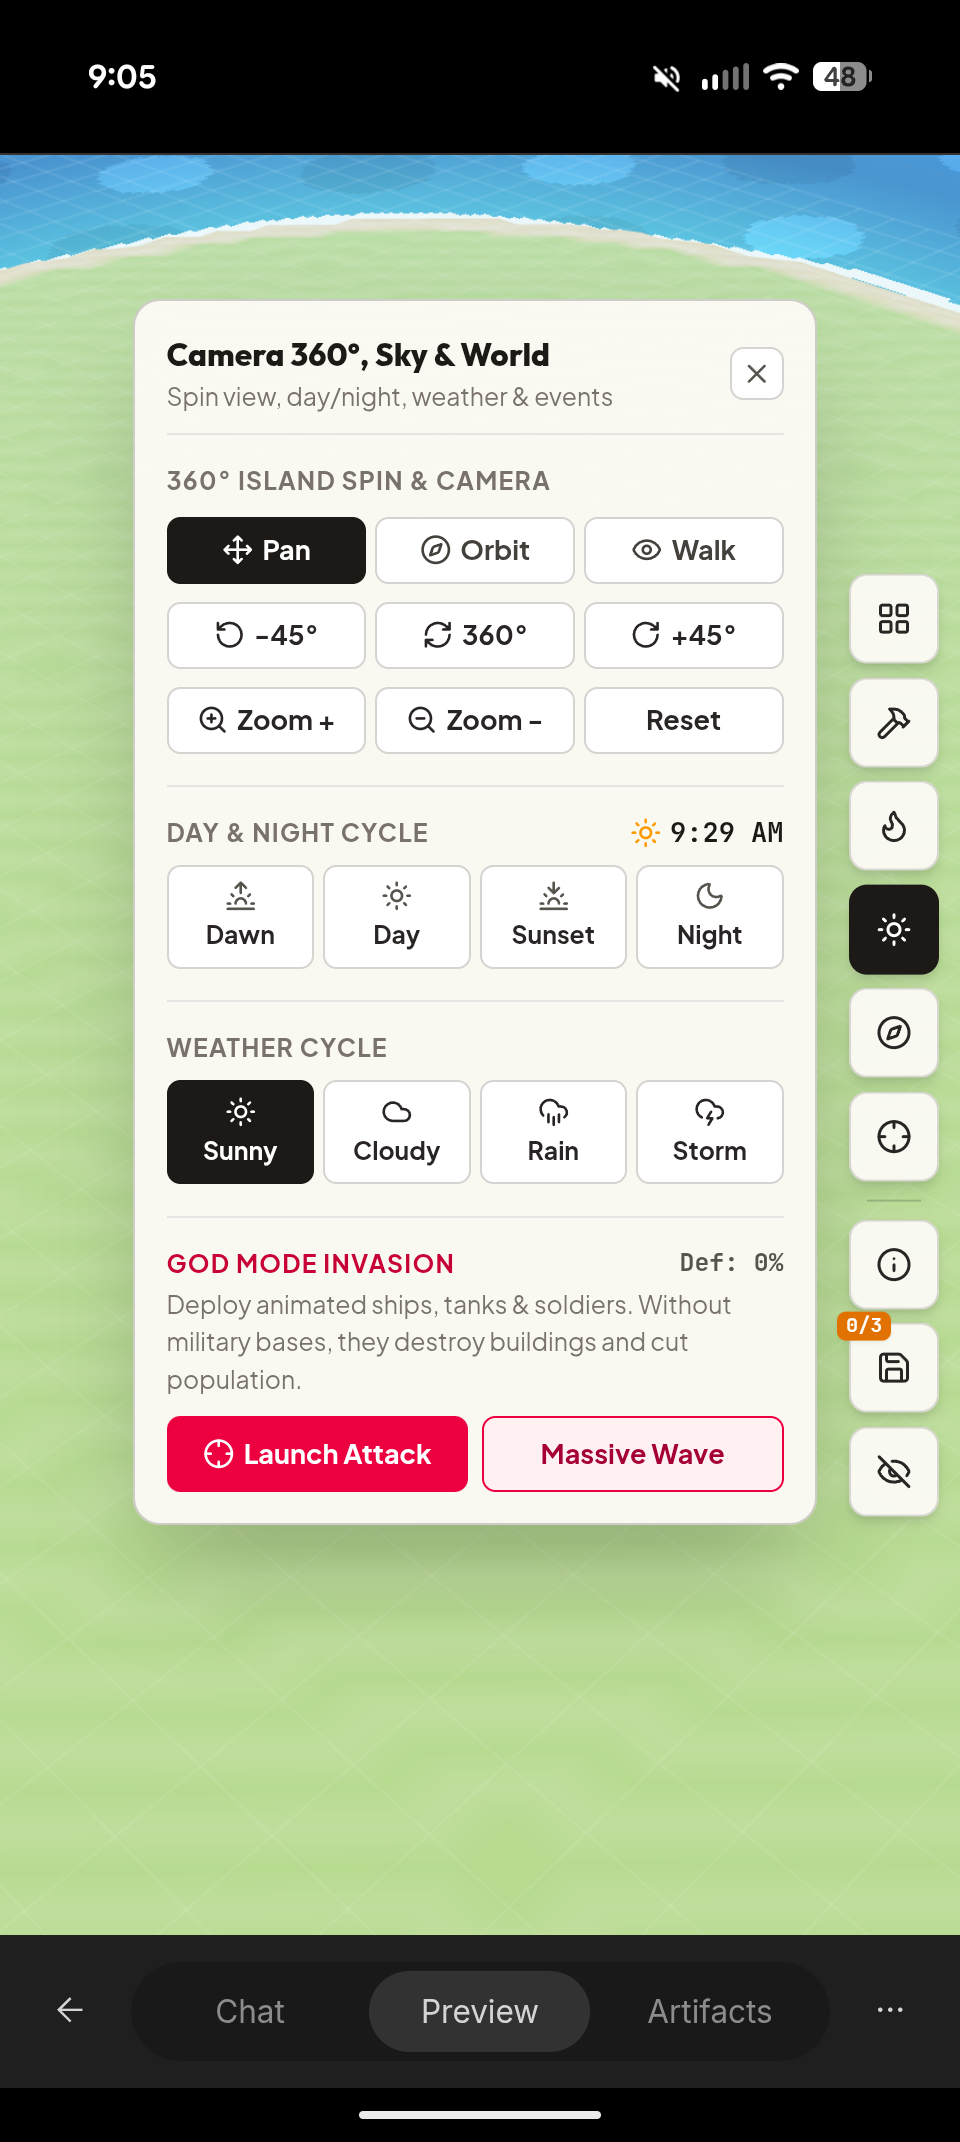 9:05
48
Camera 360°, Sky & World
Spin view, day/night, weather & events
360° ISLAND SPIN & CAMERA
Pan
Orbit
Walk
-45°
360°
+45°
Zoom +
Zoom -
Reset
DAY & NIGHT CYCLE
9:29 AM
Dawn
Day
Sunset
Night
WEATHER CYCLE
Sunny
Cloudy
Rain
Storm
GOD MODE INVASION
Def: 0%
Deploy animated ships, tanks & soldiers. Without
military bases, they destroy buildings and cut
population.
0/3
Launch Attack
Massive Wave
Chat
Preview
Artifacts